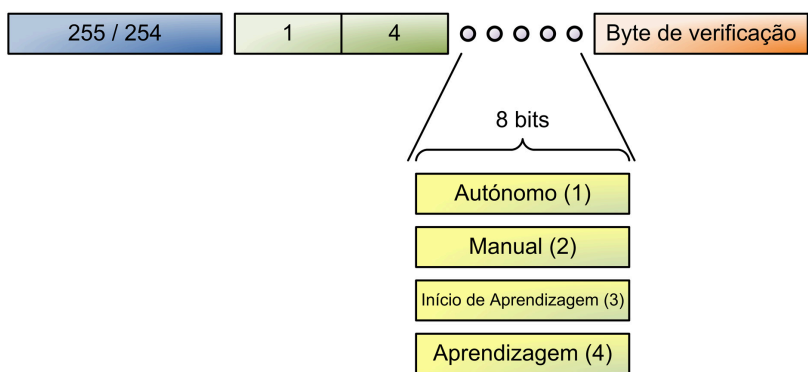 255 / 254
1
4
Byte de verificação
8 bits
Autónomo (1)
Manual (2)
Início de Aprendizagem (3)
Aprendizagem (4)